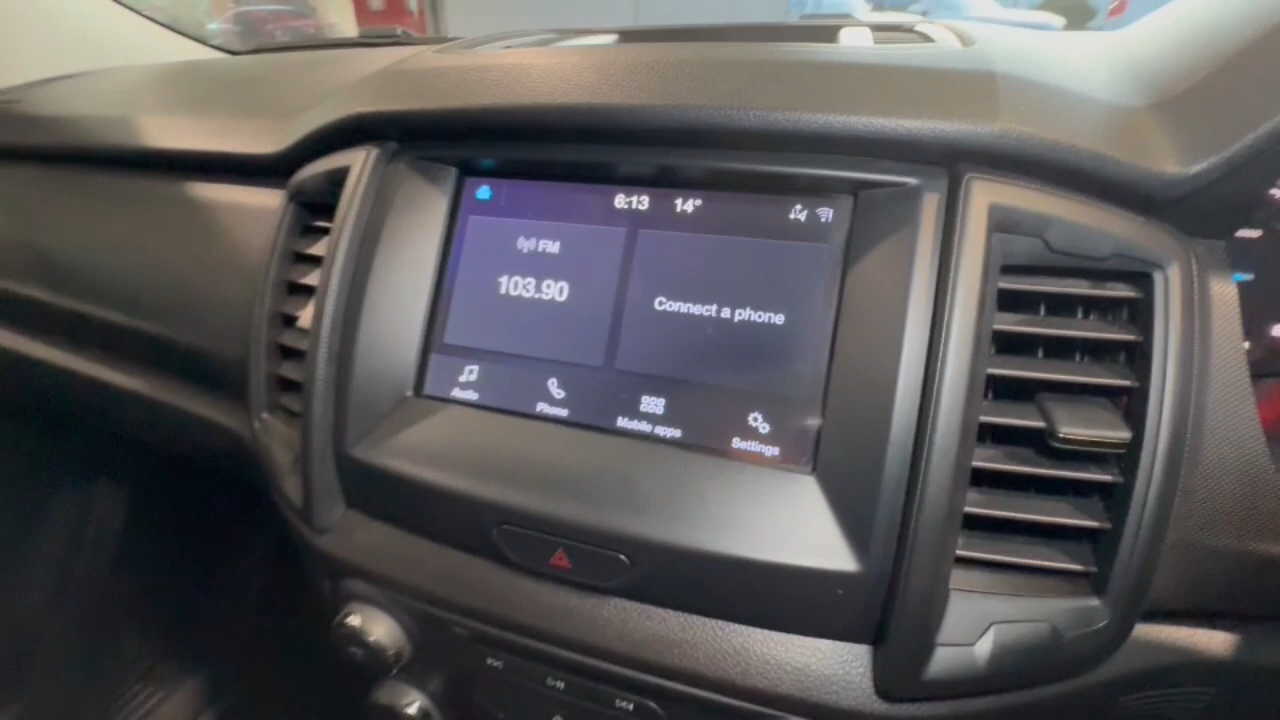 6:13 14°
FM
103.90
Connect a phone
Audio
Phone
Mobile apps
Settings